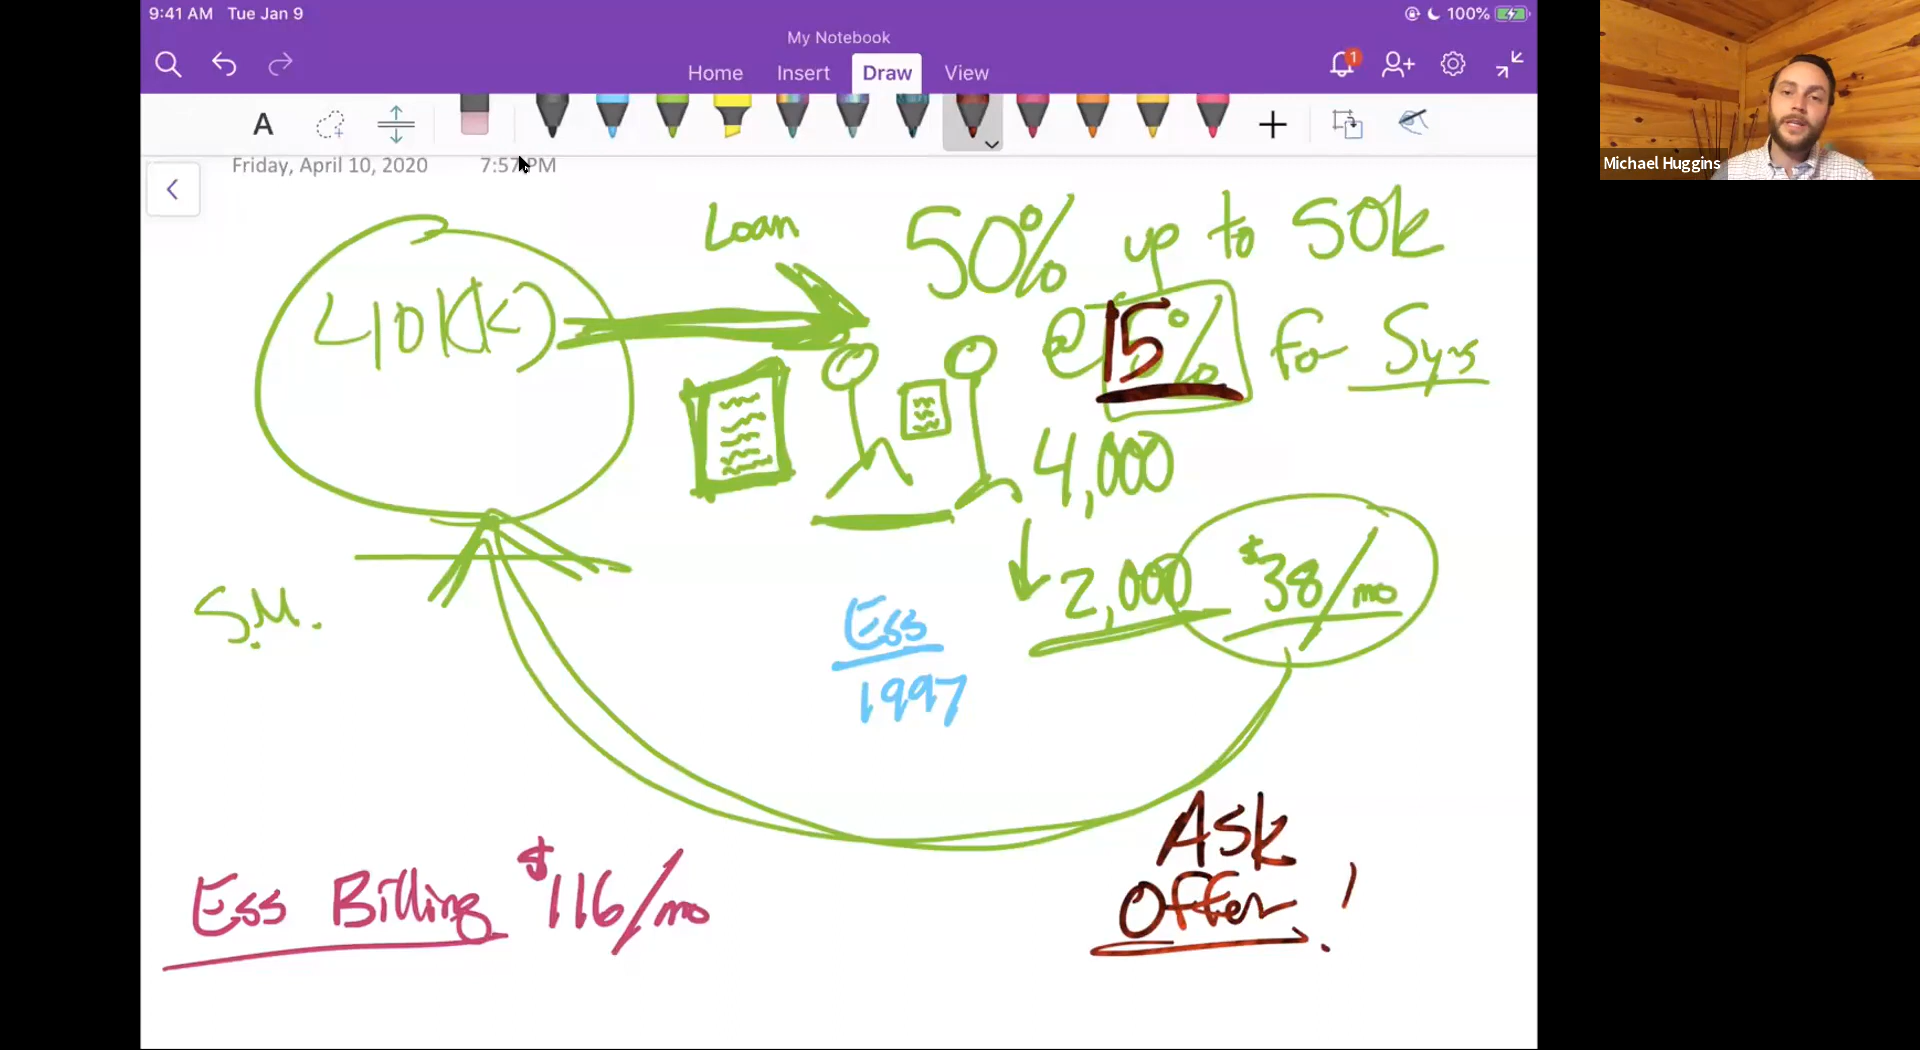 9:41 AM Tue Jan 9
100%
My Notebook
1
Home Insert Draw View
A
Michael Huggins
Friday, April 10, 2020 7:57 PM
Loan 50% up to 50k
401(K) @ 15% for 5yrs
4,000
2,000 $38/mo
S.M.
Ess
1997
Ask
Offer!
Ess Billing $116/mo